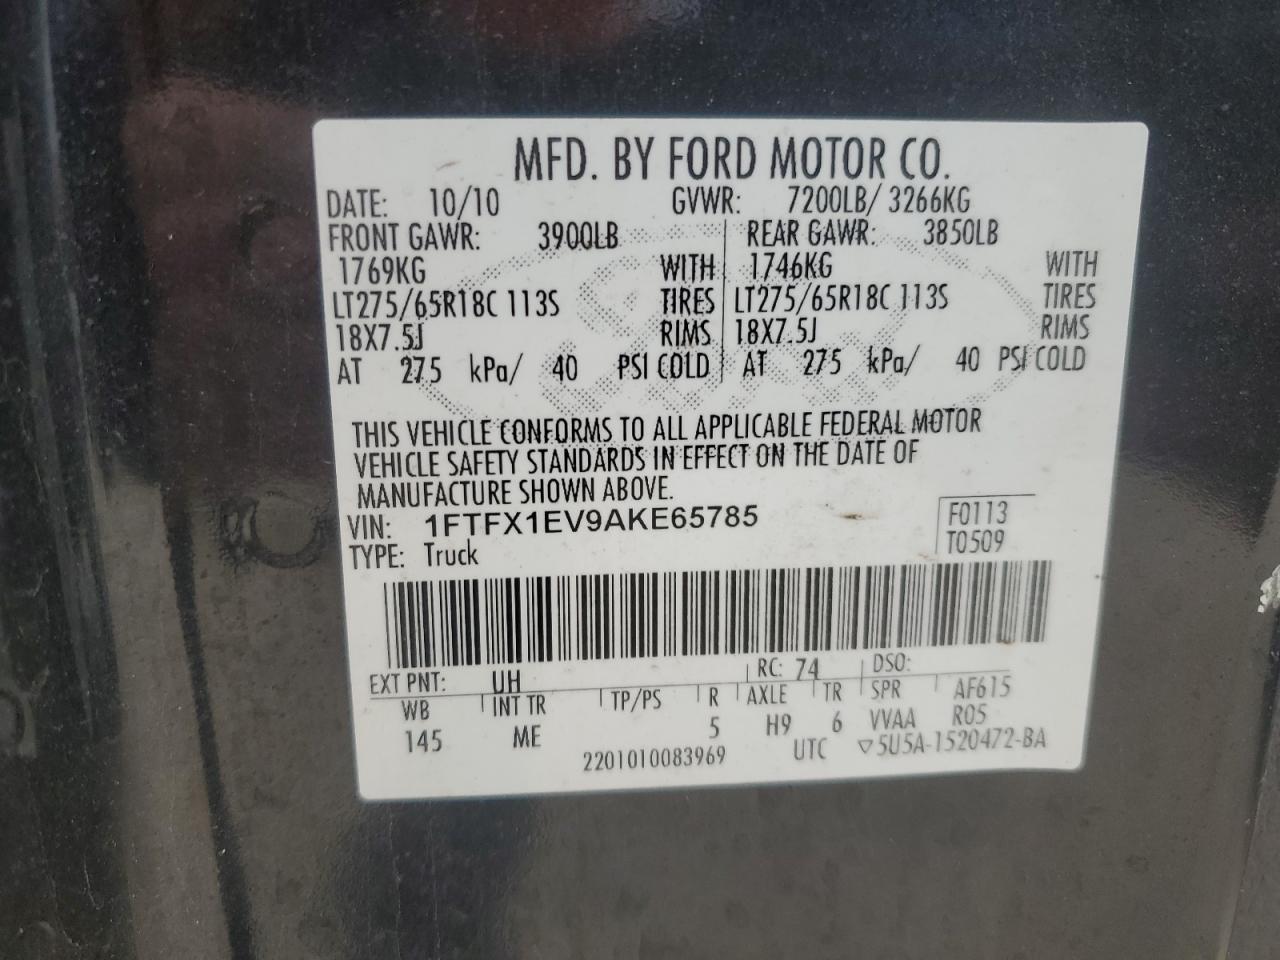 MFD. BY FORD MOTOR CO.
DATE: 10/10 GVWR: 7200LB/ 3266KG
FRONT GAWR: 3900LB REAR GAWR: 3850LB
1769KG WITH 1746KG WITH
LT275/65R18C 113S TIRES LT275/65R18C 113S TIRES
18X7.5J RIMS 18X7.5J RIMS
AT 275 kPa/ 40 PSI COLD AT 275 kPa/ 40 PSI COLD
THIS VEHICLE CONFORMS TO ALL APPLICABLE FEDERAL MOTOR
VEHICLE SAFETY STANDARDS IN EFFECT ON THE DATE OF
MANUFACTURE SHOWN ABOVE.
VIN: 1FTFX1EV9AKE65785 F0113
TYPE: Truck T0509
EXT PNT: UH RC: 74 DSO:
WB INT TR TP/PS R AXLE TR SPR AF615
145 ME 5 H9 6 VVAA R05
2201010083969 UTC ▽5U5A-1520472-BA